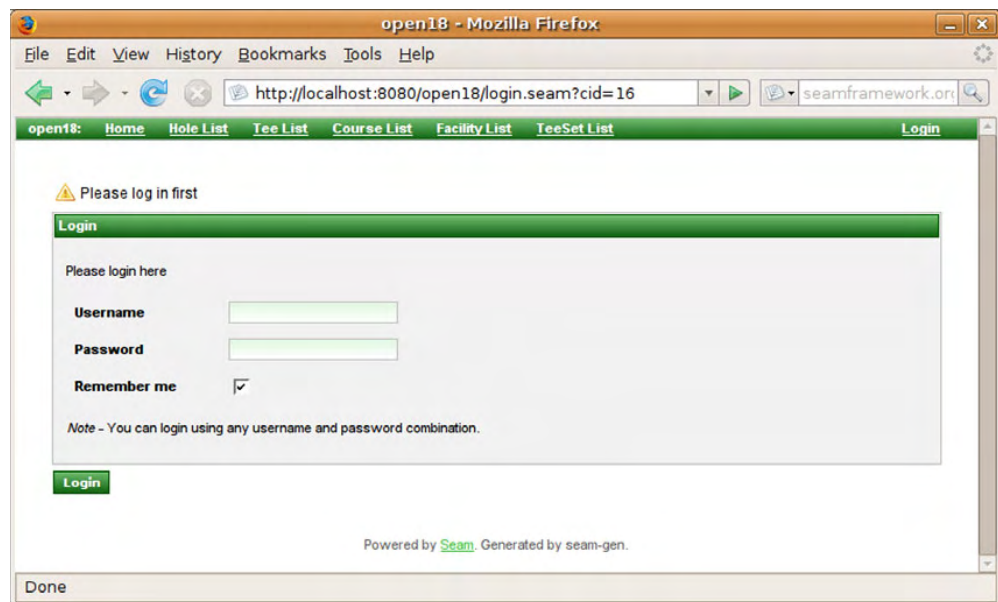 open18 - Mozilla Firefox
File Edit View History Bookmarks Tools Help
http://localhost:8080/open18/login.seam?cid=16 seamframework.org
open18: Home Hole List Tee List Course List Facility List TeeSet List Login
Please log in first
Login
Please login here
Username
Password
Remember me
Note - You can login using any username and password combination.
Login
Powered by Seam. Generated by seam-gen.
Done